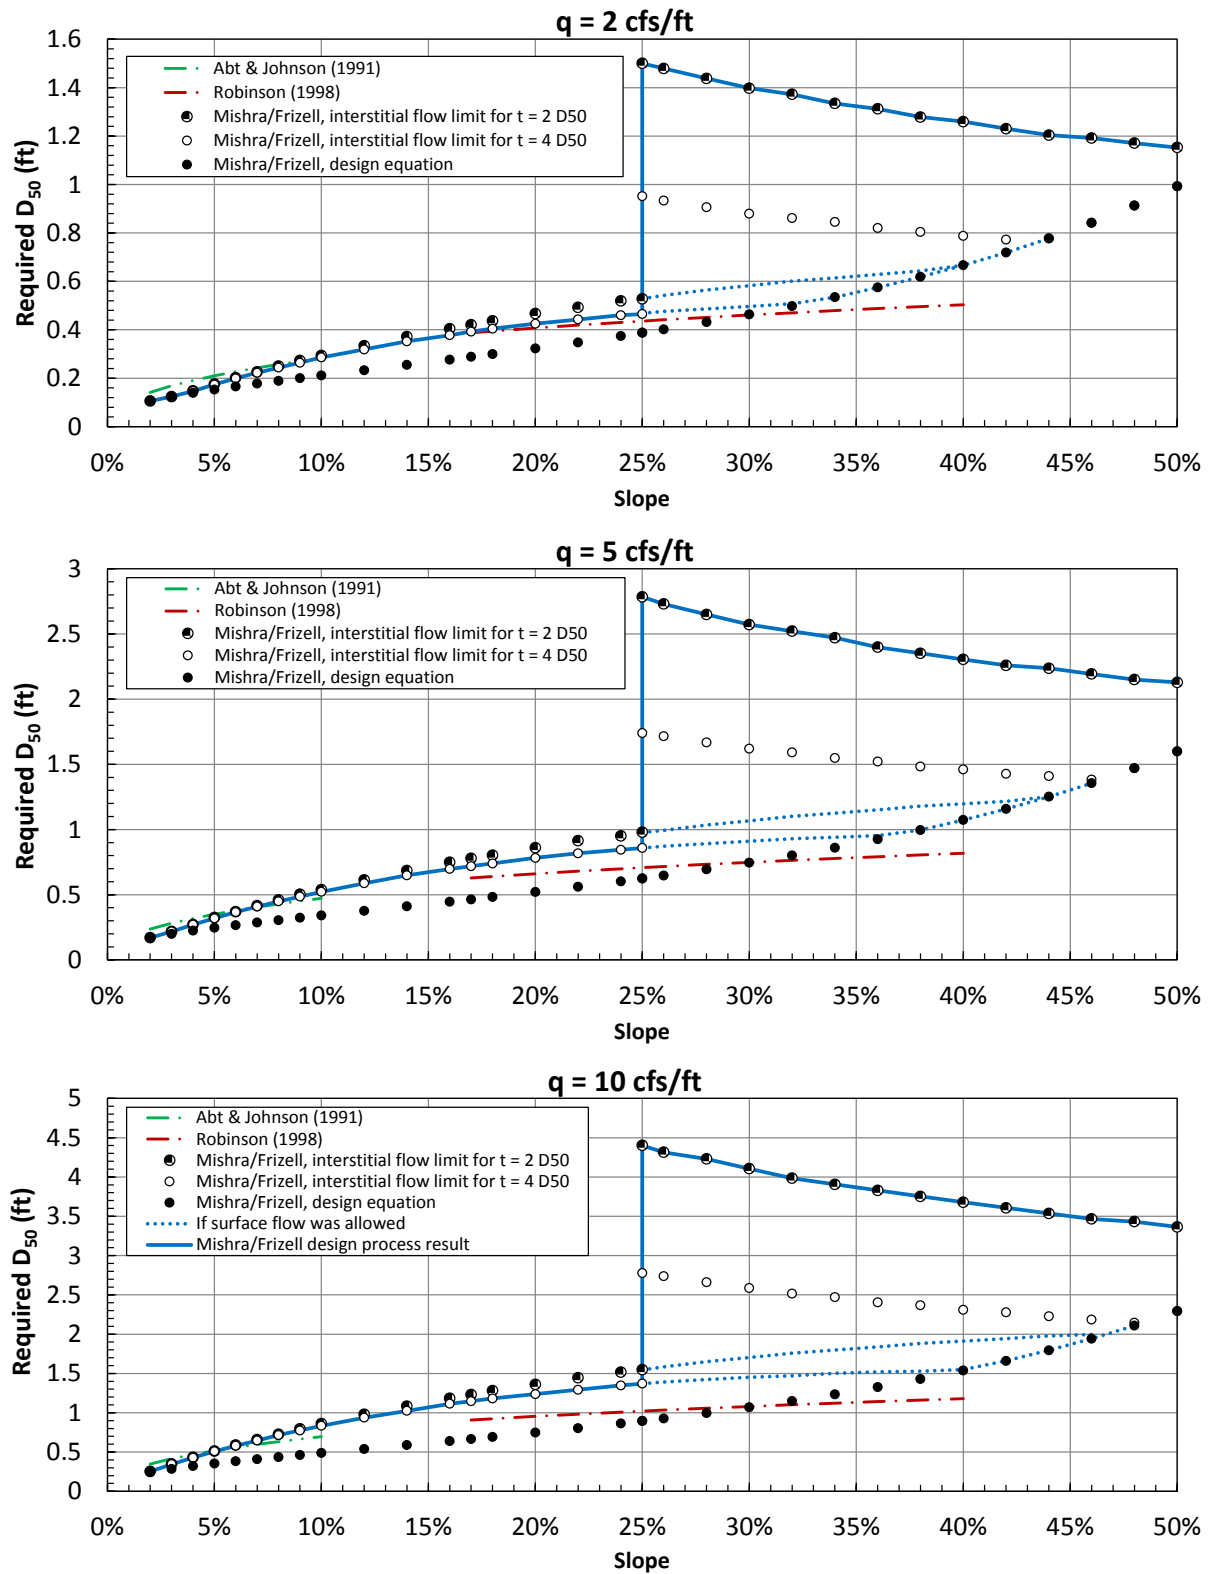 q = 2 cfs/ft
Required D50 (ft)
1.6
1.4
1.2
1
0.8
0.6
0.4
0.2
0
Abt & Johnson (1991)
Robinson (1998)
Mishra/Frizell, interstitial flow limit for t = 2 D50
Mishra/Frizell, interstitial flow limit for t = 4 D50
Mishra/Frizell, design equation
0% 5% 10% 15% 20% 25% 30% 35% 40% 45% 50%
Slope
q = 5 cfs/ft
Required D50 (ft)
3
2.5
2
1.5
1
0.5
0
Abt & Johnson (1991)
Robinson (1998)
Mishra/Frizell, interstitial flow limit for t = 2 D50
Mishra/Frizell, interstitial flow limit for t = 4 D50
Mishra/Frizell, design equation
0% 5% 10% 15% 20% 25% 30% 35% 40% 45% 50%
Slope
q = 10 cfs/ft
Required D50 (ft)
5
4.5
4
3.5
3
2.5
2
1.5
1
0.5
0
Abt & Johnson (1991)
Robinson (1998)
Mishra/Frizell, interstitial flow limit for t = 2 D50
Mishra/Frizell, interstitial flow limit for t = 4 D50
Mishra/Frizell, design equation
If surface flow was allowed
Mishra/Frizell design process result
0% 5% 10% 15% 20% 25% 30% 35% 40% 45% 50%
Slope